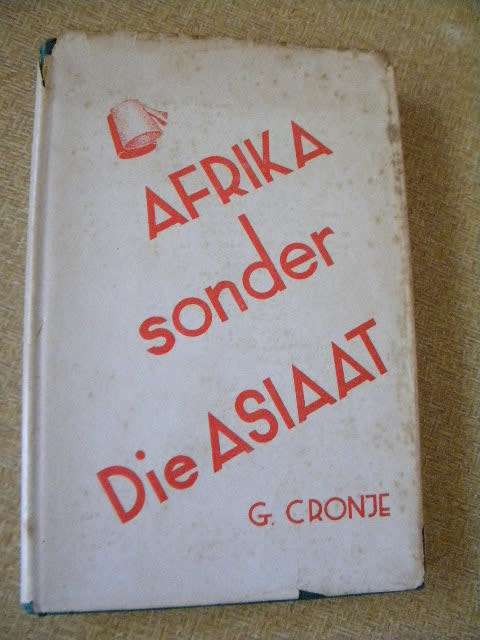 AFRIKA
sonder
Die ASIAAT
G. CRONJE